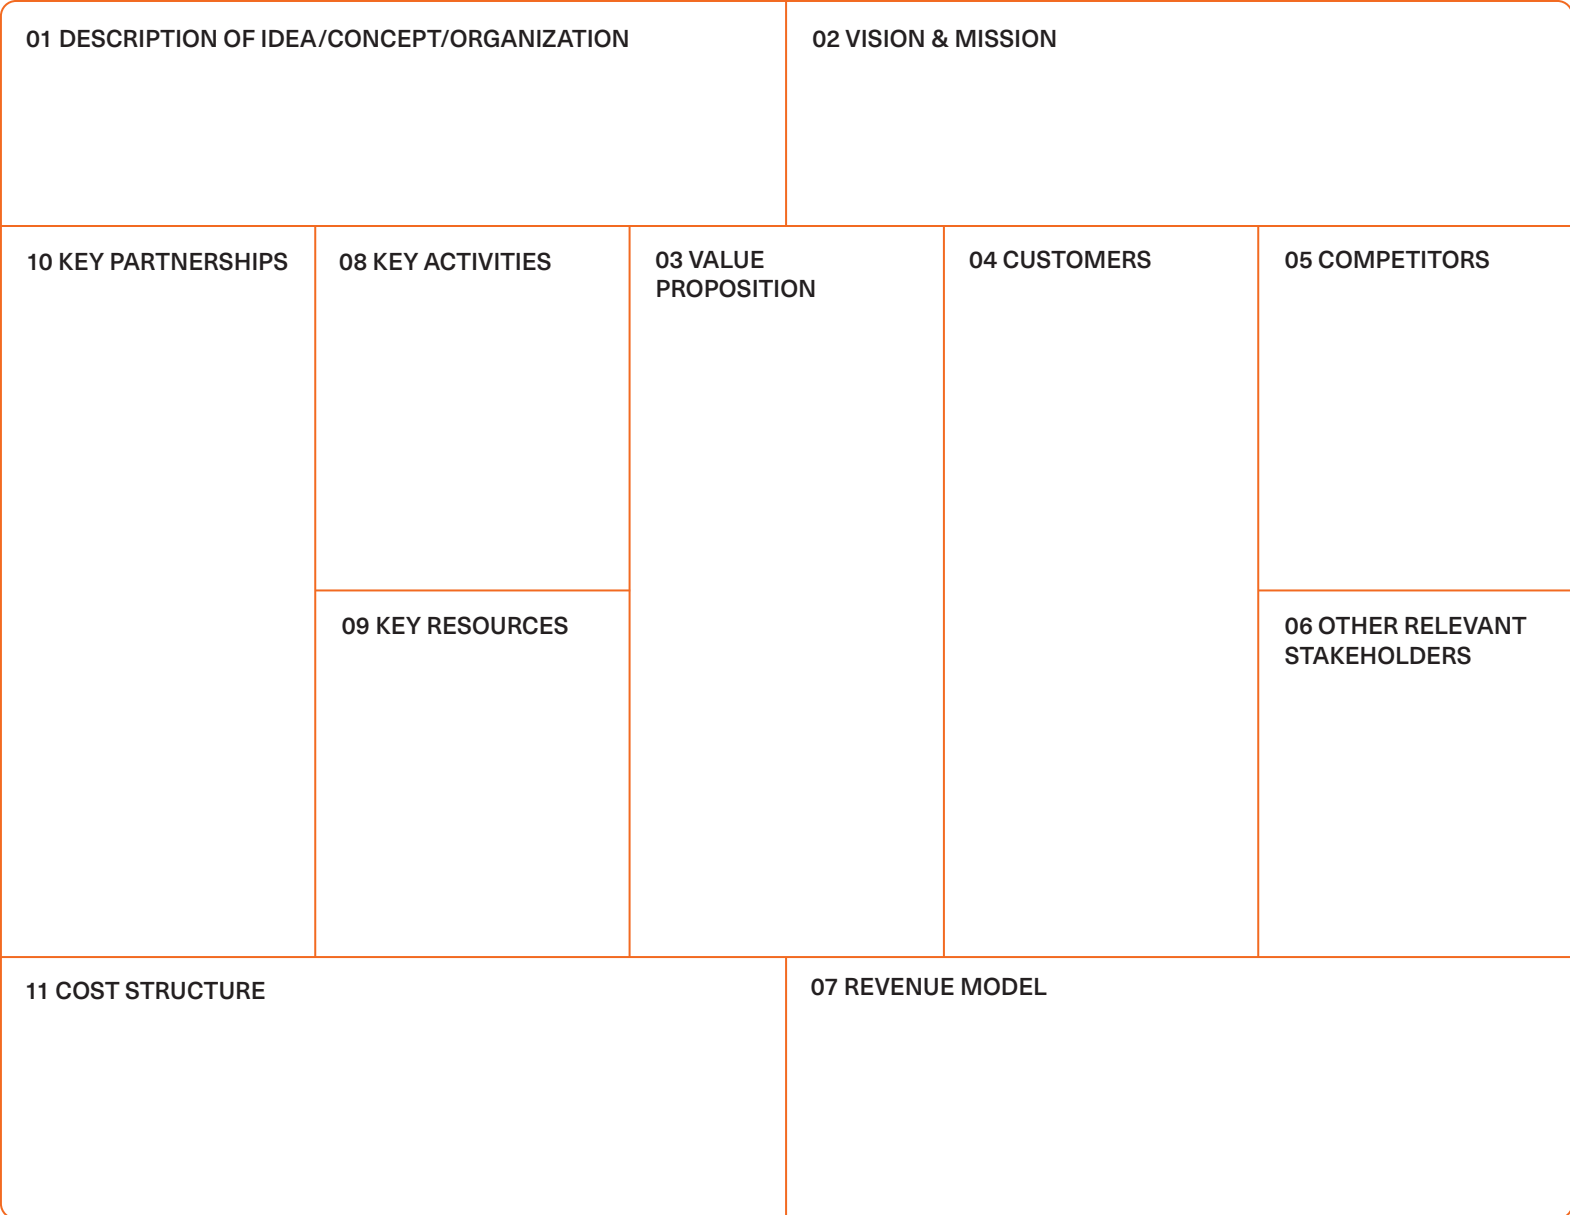 01 DESCRIPTION OF IDEA/CONCEPT/ORGANIZATION
02 VISION & MISSION
10 KEY PARTNERSHIPS
08 KEY ACTIVITIES
03 VALUE
PROPOSITION
04 CUSTOMERS
05 COMPETITORS
09 KEY RESOURCES
06 OTHER RELEVANT
STAKEHOLDERS
11 COST STRUCTURE
07 REVENUE MODEL